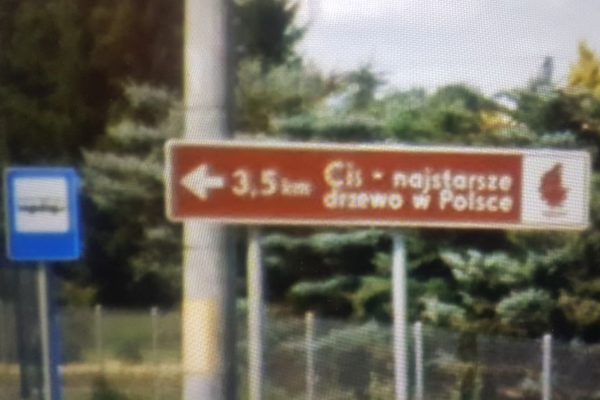 3,5 km
Cis - najstarsze
drzewo w Polsce